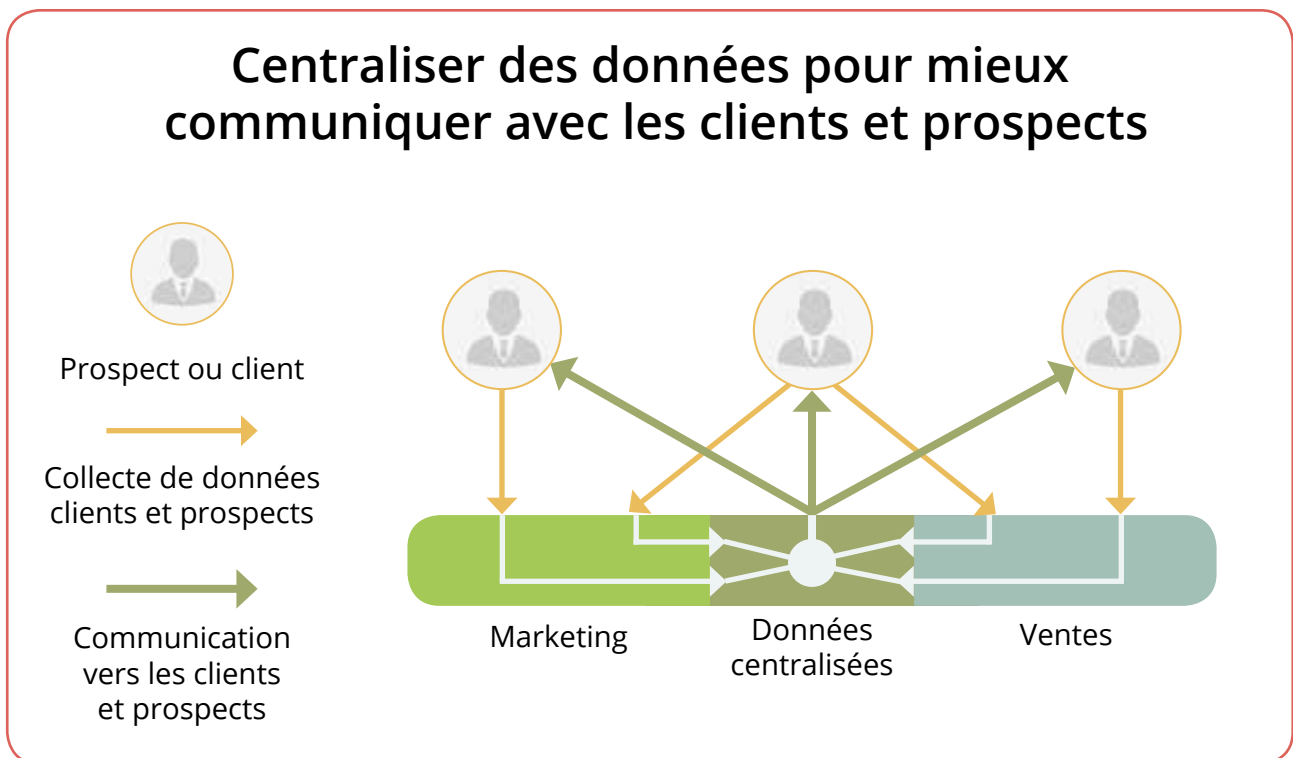 Centraliser des données pour mieux
communiquer avec les clients et prospects
Prospect ou client
Collecte de données
clients et prospects
Communication
vers les clients
et prospects
Marketing
Données
centralisées
Ventes